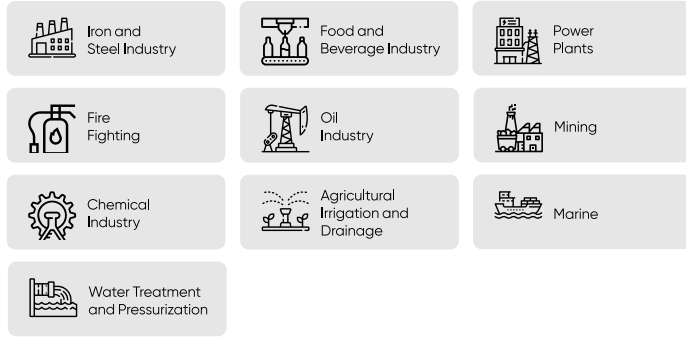 Iron and
Steel Industry
Food and
Beverage Industry
Power
Plants
Fire
Fighting
Oil
Industry
Mining
Chemical
Industry
Agricultural
Irrigation and
Drainage
Marine
Water Treatment
and Pressurization